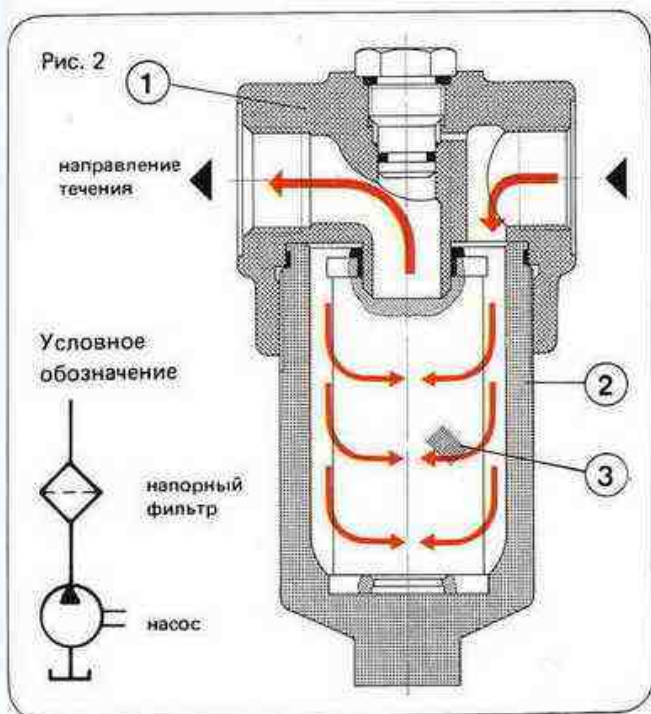 Рис. 2
1
направление
течения
Условное
обозначение
2
3
напорный
фильтр
насос